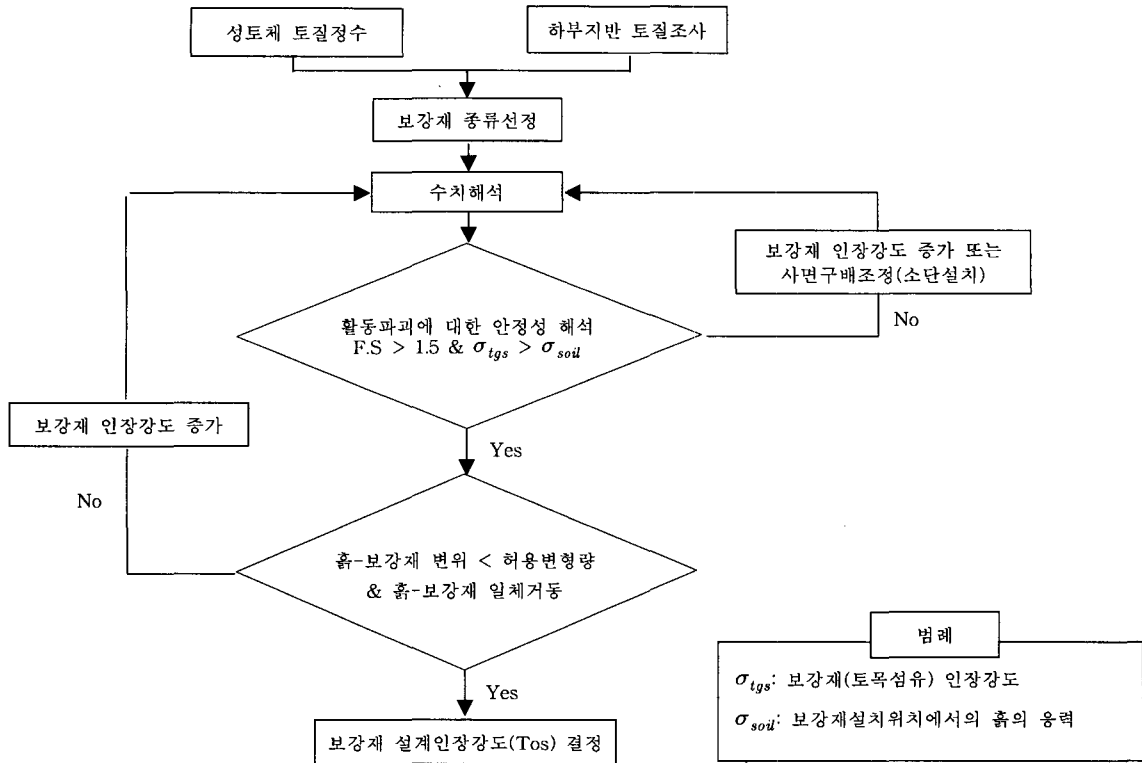 성토체 토질정수
하부지반 토질조사
보강재 종류선정
수치해석
보강재 인장강도 증가 또는
사면구배조정(소단설치)
No
활동파괴에 대한 안정성 해석
F.S > 1.5 & σtgs > σsoil
보강재 인장강도 증가
Yes
No
흙-보강재 변위 < 허용변형량
& 흙-보강재 일체거동
Yes
보강재 설계인장강도(Tos) 결정
범례
σtgs: 보강재(토목섬유) 인장강도
σsoil: 보강재설치위치에서의 흙의 응력